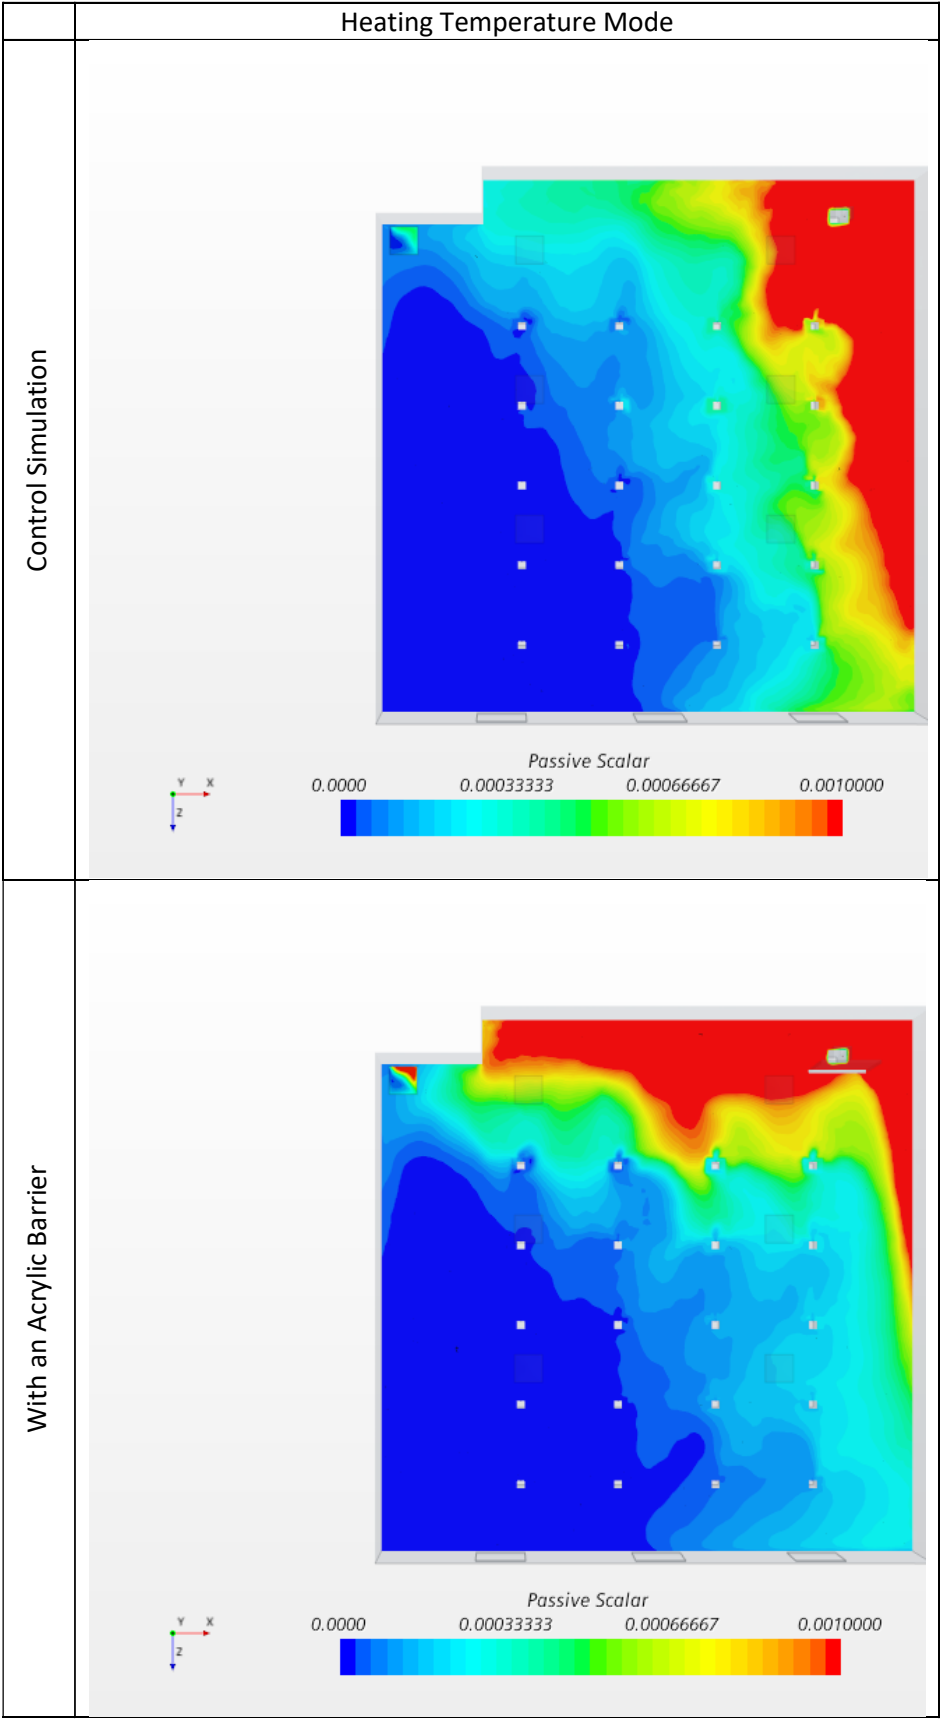 Heating Temperature Mode
Control Simulation
Passive Scalar
0.0000 0.00033333 0.00066667 0.0010000
Y X
Z
With an Acrylic Barrier
Passive Scalar
0.0000 0.00033333 0.00066667 0.0010000
Y X
Z